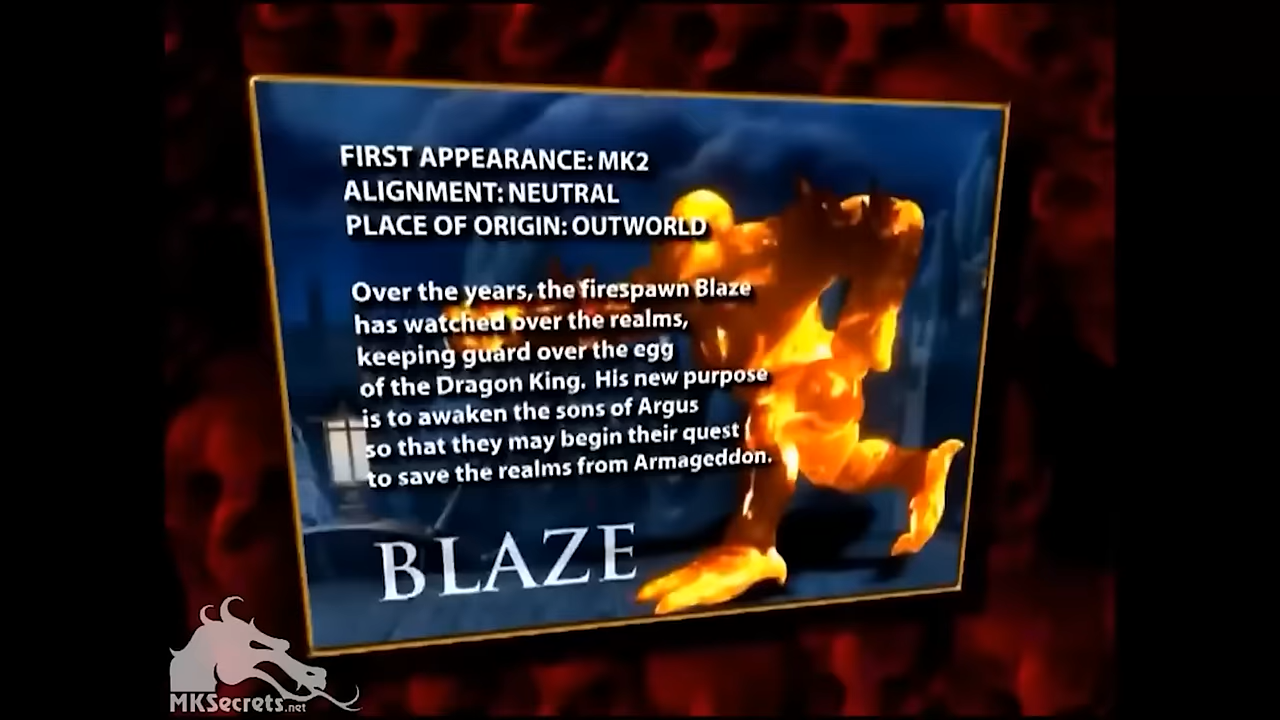 FIRST APPEARANCE: MK2
ALIGNMENT: NEUTRAL
PLACE OF ORIGIN: OUTWORLD
Over the years, the firespawn Blaze
has watched over the realms,
keeping guard over the egg
of the Dragon King. His new purpose
is to awaken the sons of Argus
so that they may begin their quest
to save the realms from Armageddon.
BLAZE
MKSecrets.net